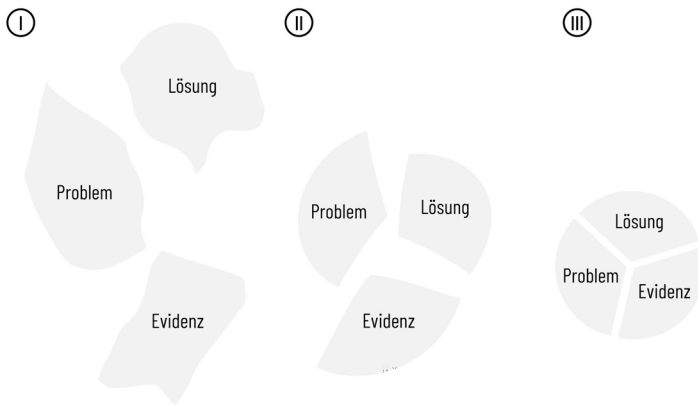 I
Lösung
Problem
Evidenz
II
Problem
Lösung
Evidenz
III
Lösung
Problem
Evidenz